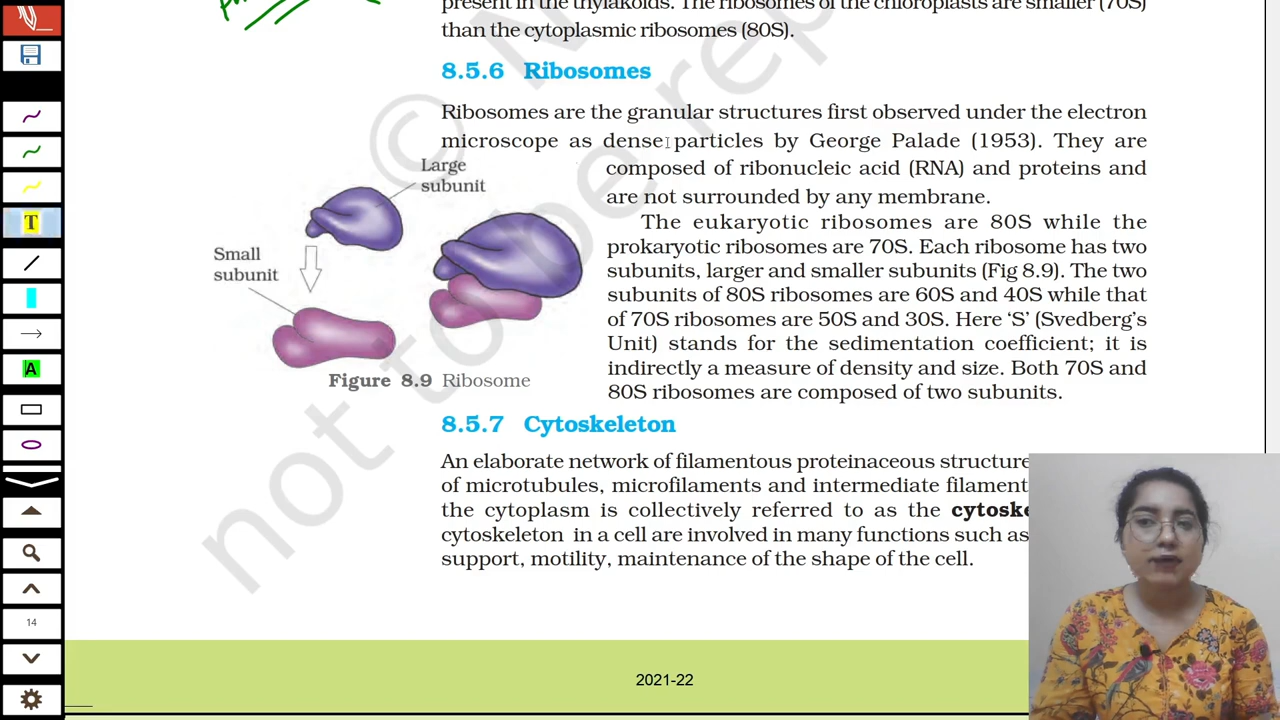 present in the thylakoids. The ribosomes of the chloroplasts are smaller (70S)
than the cytoplasmic ribosomes (80S).
8.5.6 Ribosomes
Ribosomes are the granular structures first observed under the electron
microscope as dense particles by George Palade (1953). They are
composed of ribonucleic acid (RNA) and proteins and
are not surrounded by any membrane.
The eukaryotic ribosomes are 80S while the
prokaryotic ribosomes are 70S. Each ribosome has two
subunits, larger and smaller subunits (Fig 8.9). The two
subunits of 80S ribosomes are 60S and 40S while that
of 70S ribosomes are 50S and 30S. Here ‘S’ (Svedberg’s
Unit) stands for the sedimentation coefficient; it is
indirectly a measure of density and size. Both 70S and
80S ribosomes are composed of two subunits.
Large
subunit
Small
subunit
Figure 8.9 Ribosome
8.5.7 Cytoskeleton
An elaborate network of filamentous proteinaceous structure
of microtubules, microfilaments and intermediate filament
the cytoplasm is collectively referred to as the cytoske
cytoskeleton in a cell are involved in many functions such as
support, motility, maintenance of the shape of the cell.
2021-22
not to be rep
©
T
A
14